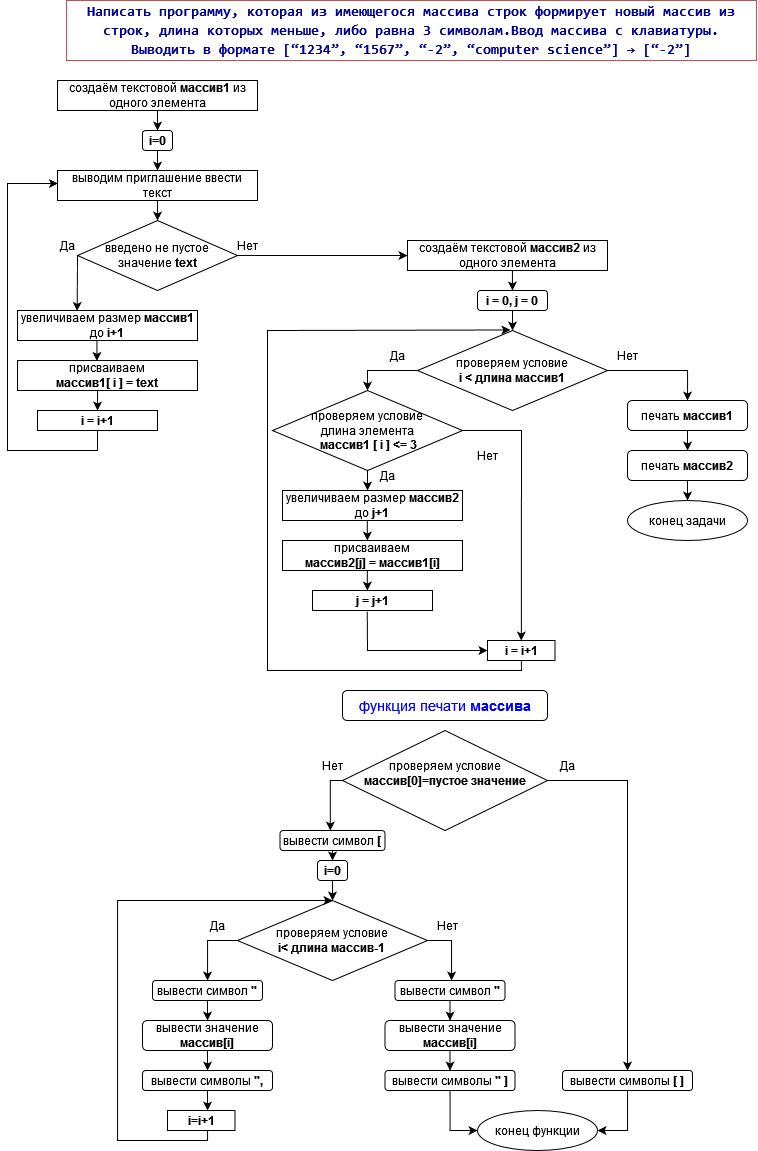 Написать программу, которая из имеющегося массива строк формирует новый массив из
строк, длина которых меньше, либо равна 3 символам.Ввод массива с клавиатуры.
Выводить в формате [“1234”, “1567”, “-2”, “computer science”] → [“-2”]
создаём текстовой массив1 из
одного элемента
i=0
выводим приглашение ввести
текст
Да
введено не пустое
значение text
Нет
увеличиваем размер массив1
до i+1
присваиваем
массив1[ i ] = text
i = i+1
создаём текстовой массив2 из
одного элемента
i = 0, j = 0
Да
проверяем условие
i < длина массив1
Нет
проверяем условие
длина элемента
массив1 [ i ] <= 3
Нет
Да
увеличиваем размер массив2
до j+1
присваиваем
массив2[j] = массив1[i]
j = j+1
i = i+1
печать массив1
печать массив2
конец задачи
функция печати массива
Нет
проверяем условие
массив[0]=пустое значение
Да
вывести символ [
i=0
Да
проверяем условие
i< длина массив-1
Нет
вывести символ "
вывести значение
массив[i]
вывести символы ",
i=i+1
вывести символ "
вывести значение
массив[i]
вывести символы " ]
вывести символы [ ]
конец функции